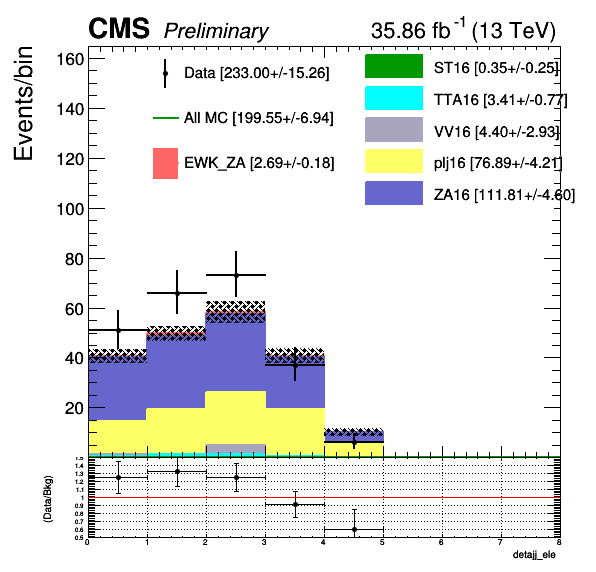 CMS Preliminary 35.86 fb⁻¹ (13 TeV)
Events/bin
160
140
120
100
80
60
40
20
Data [233.00+/-15.26]
All MC [199.55+/-6.94]
EWK_ZA [2.69+/-0.18]
ST16 [0.35+/-0.25]
TTA16 [3.41+/-0.77]
VV16 [4.40+/-2.93]
plj16 [76.89+/-4.21]
ZA16 [111.81+/-4.60]
(Data/Bkg)
1.5
1.4
1.3
1.2
1.1
1
0.9
0.8
0.7
0.6
0.5
0 1 2 3 4 5 6 7 8
detajj_ele